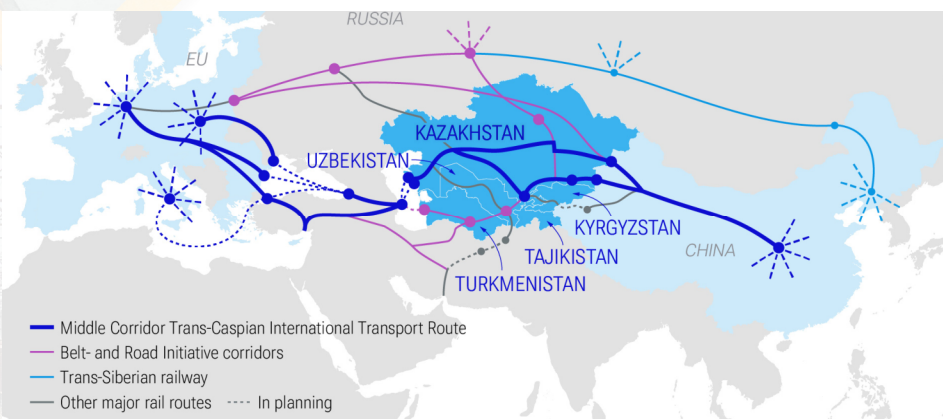 RUSSIA
EU
KAZAKHSTAN
UZBEKISTAN
KYRGYZSTAN
CHINA
TAJIKISTAN
TURKMENISTAN
Middle Corridor Trans-Caspian International Transport Route
Belt- and Road Initiative corridors
Trans-Siberian railway
Other major rail routes
In planning